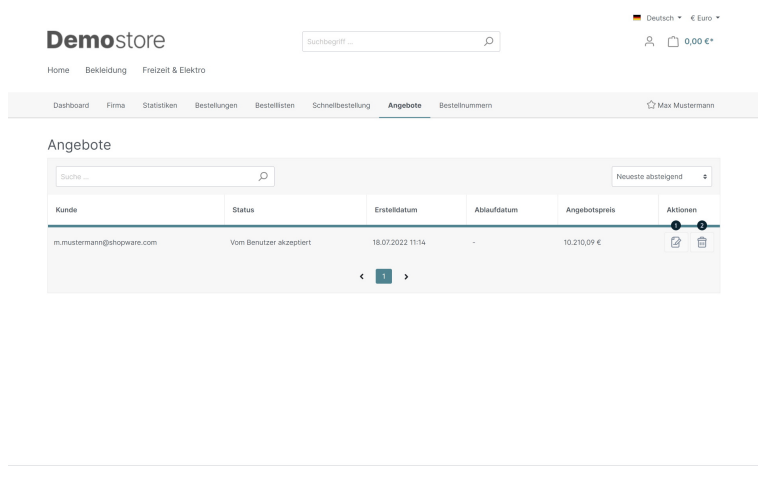 Deutsch € Euro
Demostore Suchbegriff ... 0,00 €*
Home Bekleidung Freizeit & Elektro
Dashboard Firma Statistiken Bestellungen Bestelllisten Schnellbestellung Angebote Bestellnummern Max Mustermann
Angebote
Suche ... Neueste absteigend
Kunde Status Erstelldatum Ablaufdatum Angebotspreis Aktionen
1 2
m.mustermann@shopware.com Vom Benutzer akzeptiert 18.07.2022 11:14 - 10.210,09 €
1